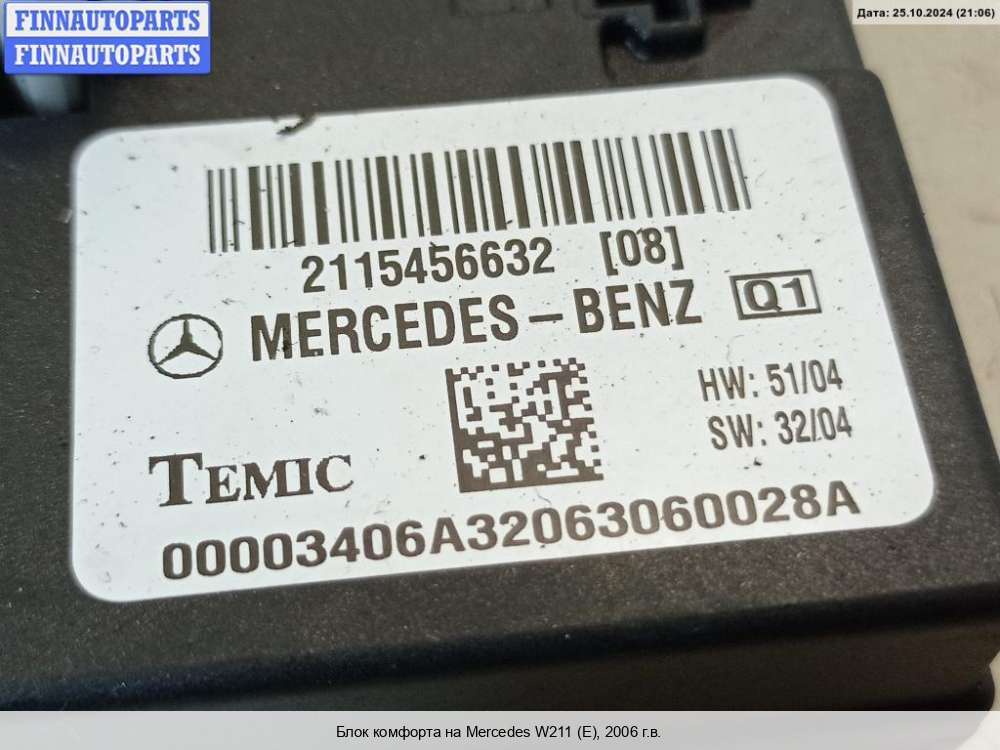 FINNAUTOPARTS
FINNAUTOPARTS
Дата: 25.10.2024 (21:06)
2115456632 [08]
MERCEDES-BENZ Q1
HW: 51/04
SW: 32/04
TEMIC
00003406A32063060028A
Блок комфорта на Mercedes W211 (E), 2006 г.в.